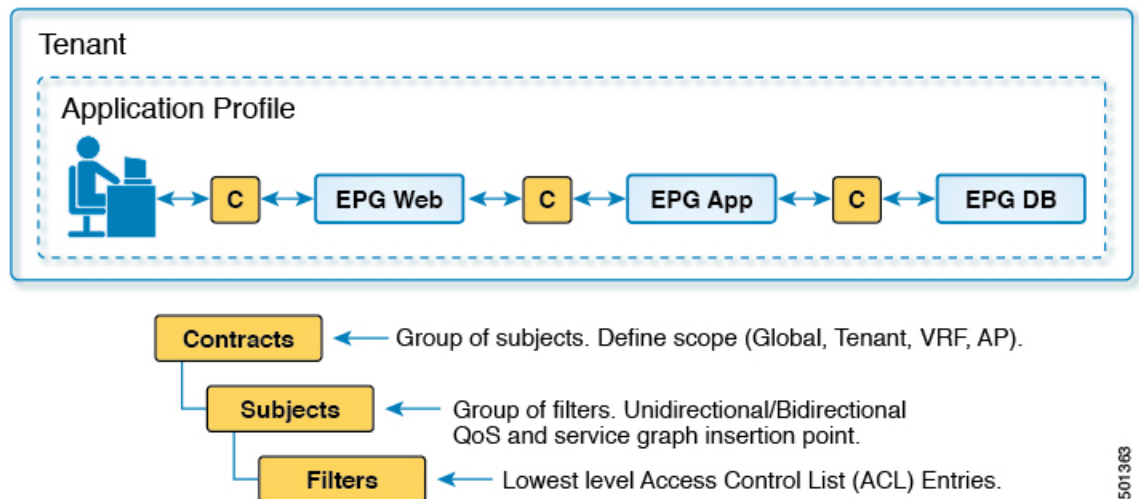 Tenant
Application Profile
C
EPG Web
C
EPG App
C
EPG DB
Contracts
Group of subjects. Define scope (Global, Tenant, VRF, AP).
Subjects
Group of filters. Unidirectional/Bidirectional
QoS and service graph insertion point.
Filters
Lowest level Access Control List (ACL) Entries.
501363